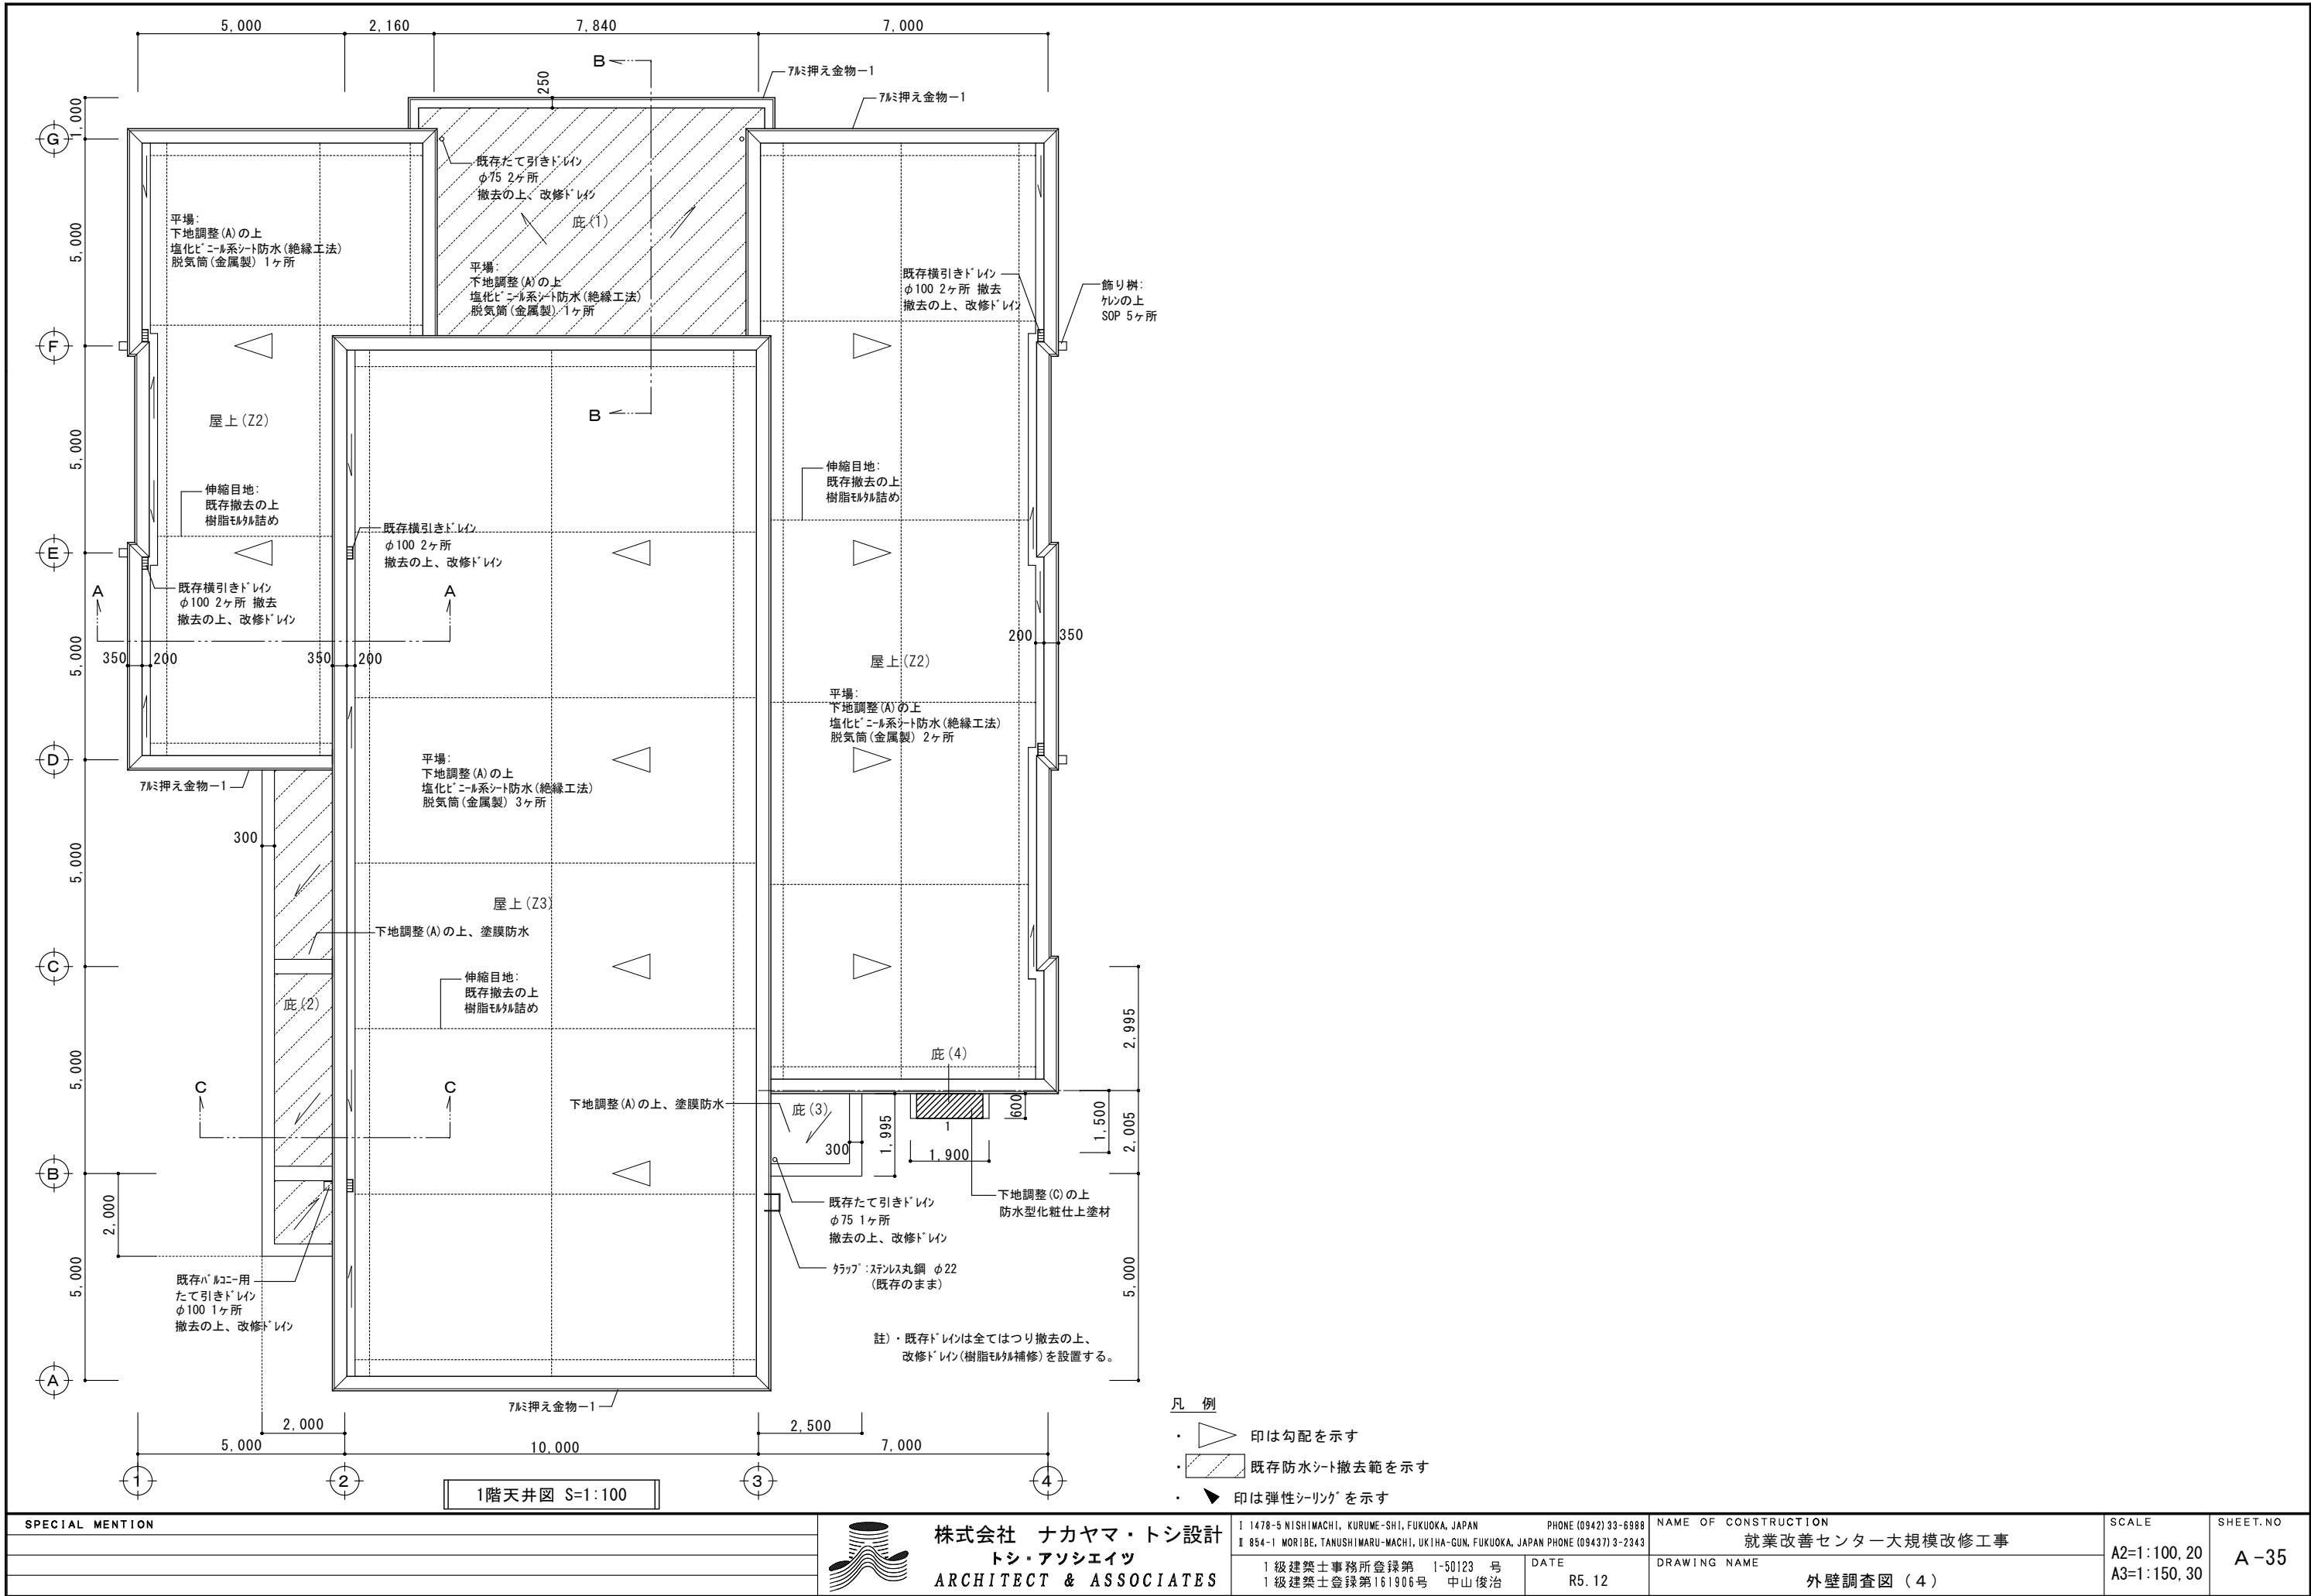 5,000
2,160
7,840
7,000
B
250
ｱﾙﾐ押え金物－1
ｱﾙﾐ押え金物－1
1,000
G
既存たて引きﾄﾞﾚｲﾝ
φ75 2ヶ所
撤去の上、改修ﾄﾞﾚｲﾝ
庇(1)
平場:
下地調整(A)の上
塩化ﾋﾞﾆｰﾙ系ｼｰﾄ防水(絶縁工法)
脱気筒(金属製) 1ヶ所
5,000
平場:
下地調整(A)の上
塩化ﾋﾞﾆｰﾙ系ｼｰﾄ防水(絶縁工法)
脱気筒(金属製) 1ヶ所
既存横引きﾄﾞﾚｲﾝ
φ100 2ヶ所 撤去
撤去の上、改修ﾄﾞﾚｲﾝ
飾り桝:
ｹﾚﾝの上
SOP 5ヶ所
F
B
屋上(Z2)
5,000
伸縮目地:
既存撤去の上
樹脂ﾓﾙﾀﾙ詰め
伸縮目地:
既存撤去の上
樹脂ﾓﾙﾀﾙ詰め
既存横引きﾄﾞﾚｲﾝ
φ100 2ヶ所
撤去の上、改修ﾄﾞﾚｲﾝ
E
既存横引きﾄﾞﾚｲﾝ
φ100 2ヶ所 撤去
撤去の上、改修ﾄﾞﾚｲﾝ
A
A
5,000
350
200
350
200
200
350
屋上(Z2)
平場:
下地調整(A)の上
塩化ﾋﾞﾆｰﾙ系ｼｰﾄ防水(絶縁工法)
脱気筒(金属製) 2ヶ所
D
平場:
下地調整(A)の上
塩化ﾋﾞﾆｰﾙ系ｼｰﾄ防水(絶縁工法)
脱気筒(金属製) 3ヶ所
ｱﾙﾐ押え金物－1
300
5,000
屋上(Z3)
下地調整(A)の上、塗膜防水
C
伸縮目地:
既存撤去の上
樹脂ﾓﾙﾀﾙ詰め
庇(2)
2,995
5,000
庇(4)
C
C
下地調整(A)の上、塗膜防水
庇(3)
300
1,995
600
1
1,900
1,500
2,005
B
下地調整(C)の上
防水型化粧仕上塗材
既存たて引きﾄﾞﾚｲﾝ
φ75 1ヶ所
撤去の上、改修ﾄﾞﾚｲﾝ
2,000
ﾀﾗｯﾌﾟ:ｽﾃﾝﾚｽ丸鋼 φ22
(既存のまま)
既存ﾊﾞﾙｺﾆｰ用
たて引きﾄﾞﾚｲﾝ
φ100 1ヶ所
撤去の上、改修ﾄﾞﾚｲﾝ
5,000
5,000
註)・既存ﾄﾞﾚｲﾝは全てはつり撤去の上、
改修ﾄﾞﾚｲﾝ(樹脂ﾓﾙﾀﾙ補修)を設置する。
A
ｱﾙﾐ押え金物－1
2,000
2,500
5,000
10,000
7,000
1
2
3
4
1階天井図 S=1:100
凡 例
・ 印は勾配を示す
・ 既存防水ｼｰﾄ撤去範を示す
・ 印は弾性ｼｰﾘﾝｸﾞを示す
SPECIAL MENTION
株式会社 ナカヤマ・トシ設計
トシ・アソシエイツ
ARCHITECT & ASSOCIATES
Ⅰ 1478-5 NISHIMACHI, KURUME-SHI, FUKUOKA, JAPAN PHONE (0942) 33-6988
Ⅱ 854-1 MORIBE, TANUSHIMARU-MACHI, UKIHA-GUN, FUKUOKA, JAPAN PHONE (09437) 3-2343
1級建築士事務所登録第 1-50123 号
1級建築士登録第161906号 中山俊治
DATE
R5.12
NAME OF CONSTRUCTION
就業改善センター大規模改修工事
DRAWING NAME
外壁調査図（4）
SCALE
A2=1:100,20
A3=1:150,30
SHEET.NO
A-35